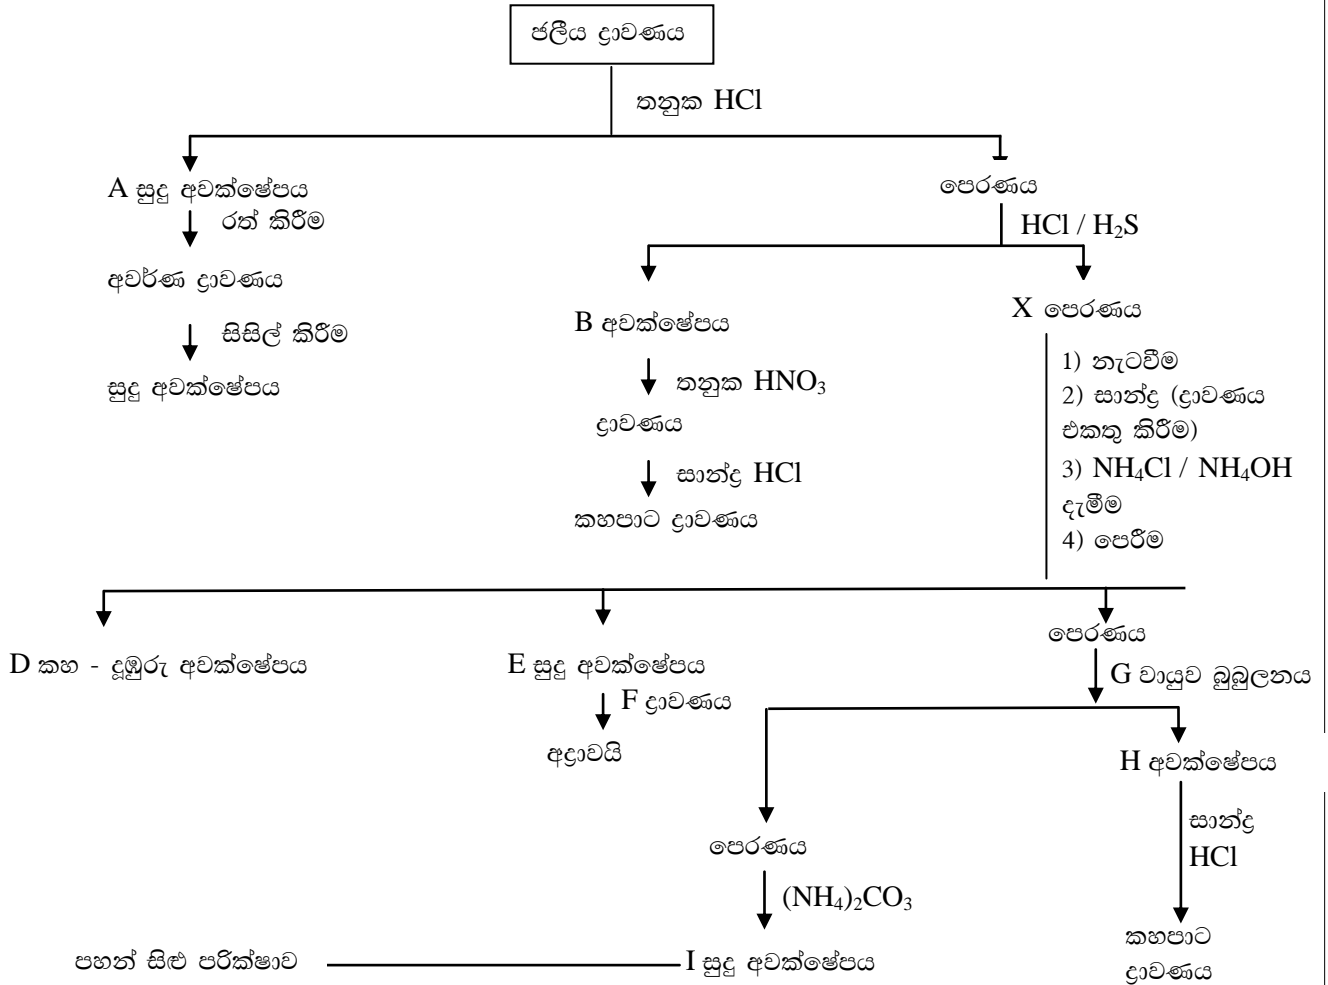 ජලීය ද්‍රාවණය
තනුක HCl
A සුදු අවක්ෂේපය
පෙරණය
රත් කිරීම
HCl / H₂S
අවර්ණ ද්‍රාවණය
B අවක්ෂේපය
X පෙරණය
සිසිල් කිරීම
සුදු අවක්ෂේපය
තනුක HNO₃
ද්‍රාවණය
සාන්ද්‍ර HCl
කහපාට ද්‍රාවණය
1) නැටවීම
2) සාන්ද්‍ර (ද්‍රාවණය
එකතු කිරීම)
3) NH₄Cl / NH₄OH
දැමීම
4) පෙරීම
D කහ - දූඹුරු අවක්ෂේපය
E සුදු අවක්ෂේපය
පෙරණය
F ද්‍රාවණය
අද්‍රාවයි
G වායුව බුබුලනය
H අවක්ෂේපය
සාන්ද්‍ර
HCl
කහපාට
ද්‍රාවණය
පෙරණය
(NH₄)₂CO₃
I සුදු අවක්ෂේපය
පහන් සිළු පරික්ෂාව